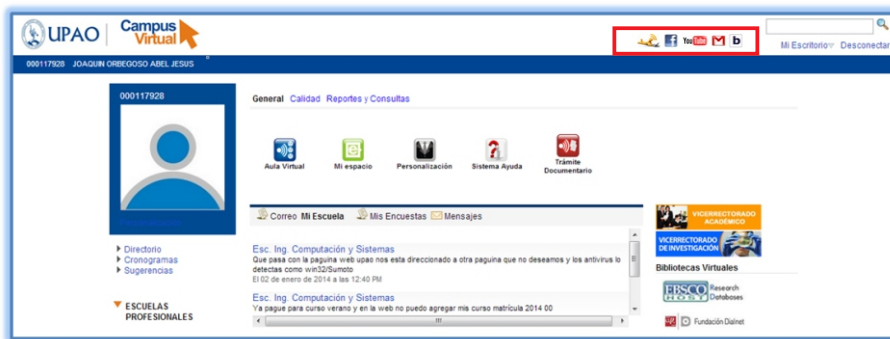 UPAO
Campus
Virtual
YouTube
b
Mi Escritorio
Desconectar
000117928 JOAQUIN ORBEGOSO ABEL JESUS
000117928
General Calidad Reportes y Consultas
Aula Virtual
Mi espacio
Personalización
Sistema Ayuda
Trámite
Documentario
Correo Mi Escuela Mis Encuestas Mensajes
Esc. Ing. Computación y Sistemas
Que pasa con la paguina web upao nos esta direccionado a otra paguina que no deseamos y los antivirus lo
detectas como win32/Sumoto
El 02 de enero de 2014 a las 12:40 PM
Esc. Ing. Computación y Sistemas
Ya pague para curso verano y en la web no puedo agregar mis curso matrícula 2014 00
Directorio
Cronogramas
Sugerencias
ESCUELAS
PROFESIONALES
VICERRECTORADO
ACADÉMICO
VICERRECTORADO
DE INVESTIGACIÓN
Bibliotecas Virtuales
EBSCO Research
HOST Databases
Fundación Dialnet